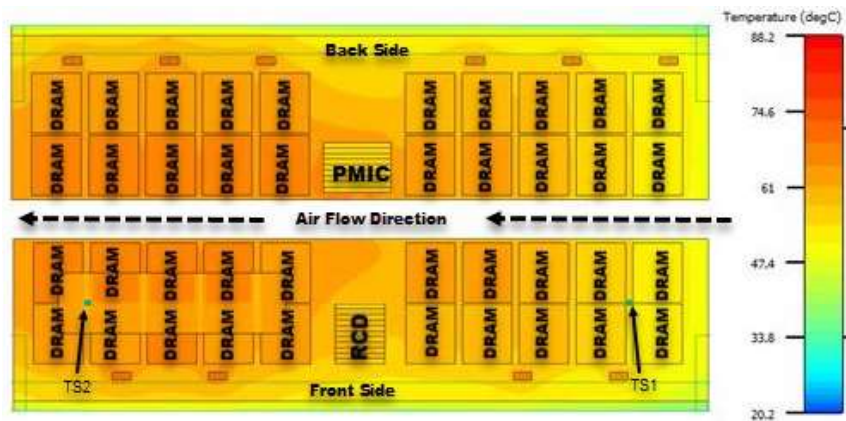 Temperature (degC)
88.2
74.6
61
47.4
33.8
20.2
Back Side
DRAM DRAM DRAM DRAM DRAM DRAM DRAM DRAM DRAM DRAM
DRAM DRAM DRAM DRAM DRAM PMIC DRAM DRAM DRAM DRAM DRAM
Air Flow Direction
DRAM DRAM DRAM DRAM DRAM DRAM DRAM DRAM DRAM DRAM
DRAM DRAM DRAM DRAM DRAM RCD DRAM DRAM DRAM DRAM DRAM
TS2 Front Side TS1